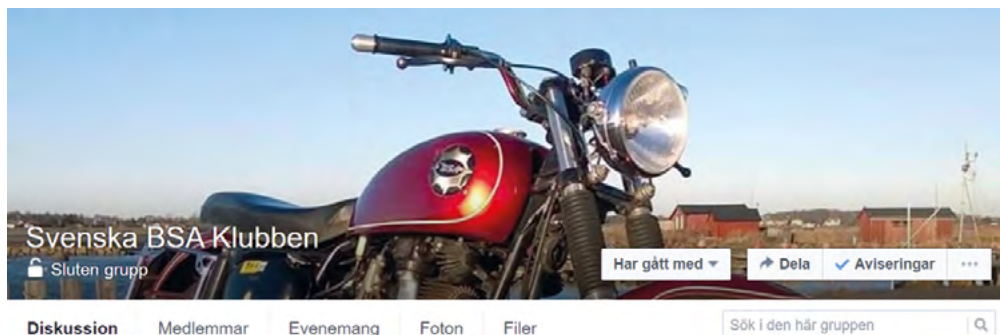 BSA
Svenska BSA Klubben
Sluten grupp
Har gått med
Dela
Aviseringar
Diskussion
Medlemmar
Evenemang
Foton
Filer
Sök i den här gruppen